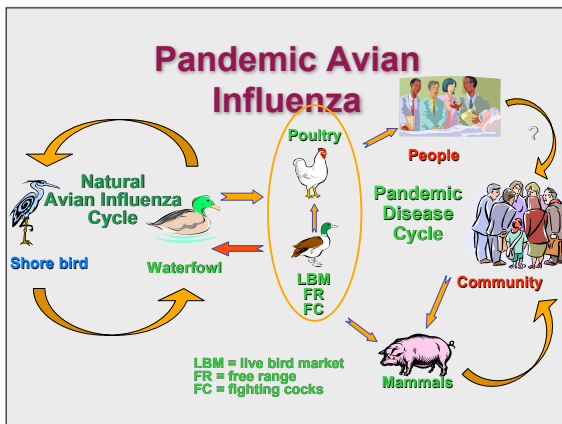 Pandemic Avian
Influenza
Poultry
People
?
Natural
Avian Influenza
Cycle
Pandemic
Disease
Cycle
Shore bird
Waterfowl
LBM
FR
FC
Community
LBM = live bird market
FR = free range
FC = fighting cocks
Mammals